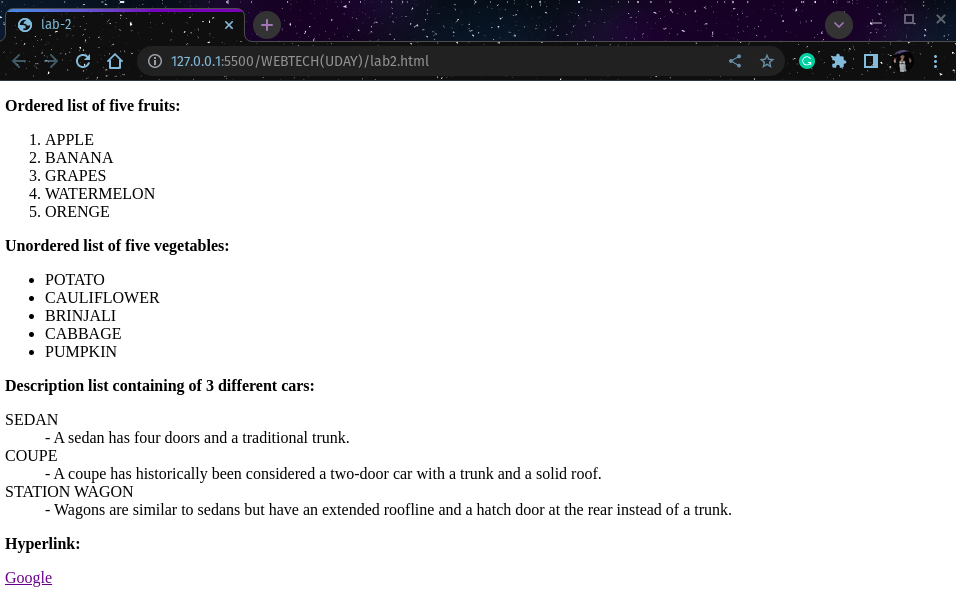 lab-2
127.0.0.1:5500/WEBTECH(UDAY)/lab2.html
Ordered list of five fruits:
1. APPLE
2. BANANA
3. GRAPES
4. WATERMELON
5. ORENGE
Unordered list of five vegetables:
• POTATO
• CAULIFLOWER
• BRINJALI
• CABBAGE
• PUMPKIN
Description list containing of 3 different cars:
SEDAN
- A sedan has four doors and a traditional trunk.
COUPE
- A coupe has historically been considered a two-door car with a trunk and a solid roof.
STATION WAGON
- Wagons are similar to sedans but have an extended roofline and a hatch door at the rear instead of a trunk.
Hyperlink:
Google